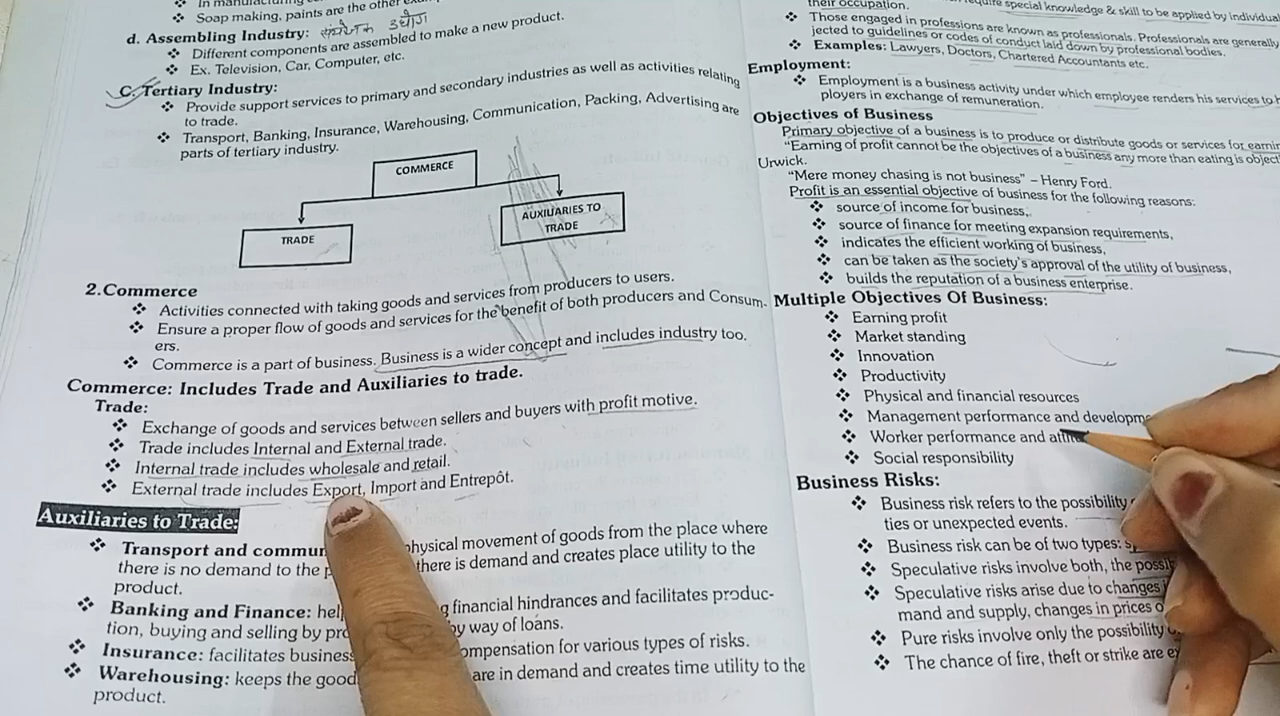 Soap making, paints are the other
d. Assembling Industry: संयोजक उद्योग
Different components are assembled to make a new product.
Ex. Television, Car, Computer, etc.
C. Tertiary Industry:
Provide support services to primary and secondary industries as well as activities relating
to trade.
Transport, Banking, Insurance, Warehousing, Communication, Packing, Advertising are
parts of tertiary industry.
COMMERCE
TRADE
AUXILIARIES TO
TRADE
2.Commerce
Activities connected with taking goods and services from producers to users.
Ensure a proper flow of goods and services for the benefit of both producers and Consum-
ers.
Commerce is a part of business. Business is a wider concept and includes industry too.
Commerce: Includes Trade and Auxiliaries to trade.
Trade:
Exchange of goods and services between sellers and buyers with profit motive.
Trade includes Internal and External trade.
Internal trade includes wholesale and retail.
External trade includes Export, Import and Entrepôt.
Auxiliaries to Trade:
Transport and physical movement of goods from the place where
there is no demand to the there is demand and creates place utility to the
product.
Banking and Finance: financial hindrances and facilitates produc-
tion, buying and selling by by way of loans.
Insurance: facilitates business compensation for various types of risks.
Warehousing: keeps the good are in demand and creates time utility to the
product.
their occupation. require special knowledge & skill to be applied by individual
Those engaged in professions are known as professionals. Professionals are generally
jected to guidelines or codes of conduct laid down by professional bodies.
Examples: Lawyers, Doctors, Chartered Accountants etc.
Employment:
Employment is a business activity under which employee renders his services to
ployers in exchange of remuneration.
Objectives of Business
Primary objective of a business is to produce or distribute goods or services for
"Earning of profit cannot be the objectives of a business any more than eating is
Urwick.
"Mere money chasing is not business" – Henry Ford.
Profit is an essential objective of business for the following reasons:
source of income for business,
source of finance for meeting expansion requirements,
indicates the efficient working of business,
can be taken as the society's approval of the utility of business,
builds the reputation of a business enterprise.
Multiple Objectives Of Business:
Earning profit
Market standing
Innovation
Productivity
Physical and financial resources
Management performance and
Worker performance and
Social responsibility
Business Risks:
Business risk refers to the possibility
ties or unexpected events.
Business risk can be of two types:
Speculative risks involve both, the
Speculative risks arise due to changes
mand and supply, changes in prices
Pure risks involve only the possibility
The chance of fire, theft or strike are